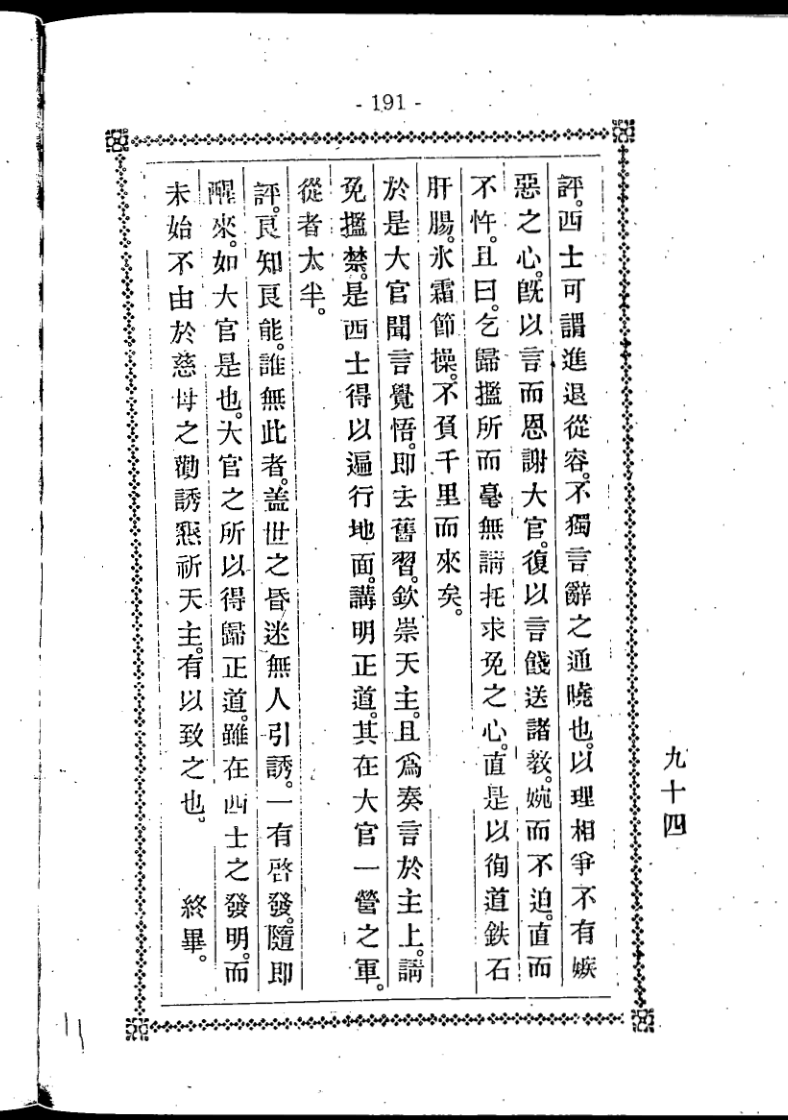 - 191 -
評。西士可謂進退從容。不獨言辭之通曉也。以理相爭不有嫉
惡之心。旣以言而恩謝大官。復以言餞送諸教。婉而不迫。直而
不忤。且曰。乞歸搵所而毫無請托求免之心。直是以徇道鉄石
肝腸。氷霜節操。不負千里而來矣。
於是大官聞言覺悟。即去舊習。欽崇天主。且爲奏言於主上。請
免搵禁。是西士得以遍行地面。講明正道。其在大官一營之軍。
從者太半。
評。良知良能。誰無此者。盖世之昏迷無人引誘。一有啓發。隨即
醒來。如大官是也。大官之所以得歸正道。雖在西士之發明。而
未始不由於慈母之勸誘懇祈天主。有以致之也。 終畢。
九十四